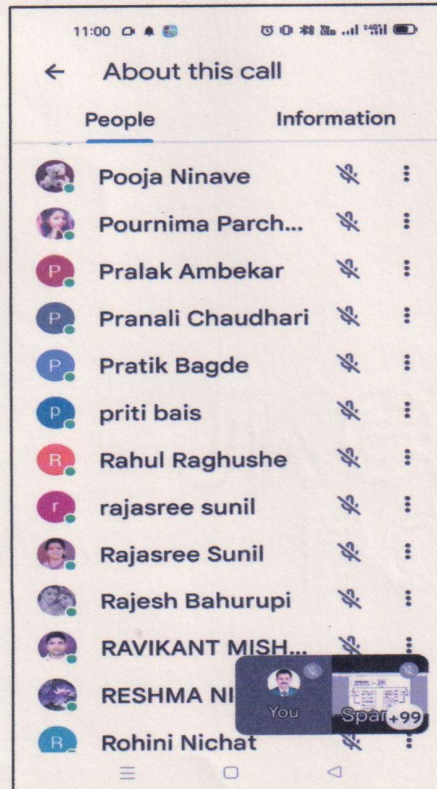 11:00
About this call
People Information
Pooja Ninave
Pournima Parch...
P Pralak Ambekar
P Pranali Chaudhari
P Pratik Bagde
p priti bais
R Rahul Raghushe
r rajasree sunil
Rajasree Sunil
Rajesh Bahurupi
RAVIKANT MISH...
RESHMA NI
You
Spar
+99
R Rohini Nichat